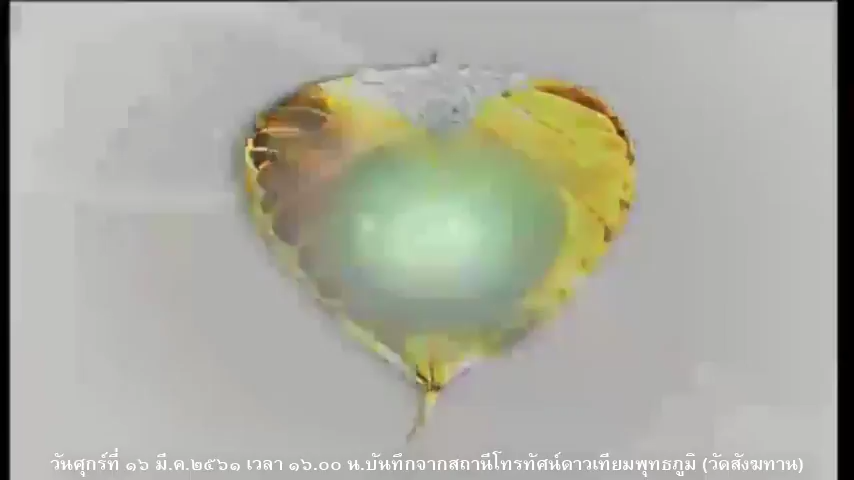 วันศุกร์ที่ ๑๖ มี.ค.๒๕๖๑ เวลา ๑๖.๐๐ น.บันทึกจากสถานีโทรทัศน์ดาวเทียมพุทธภูมิ (วัดสังฆทาน)